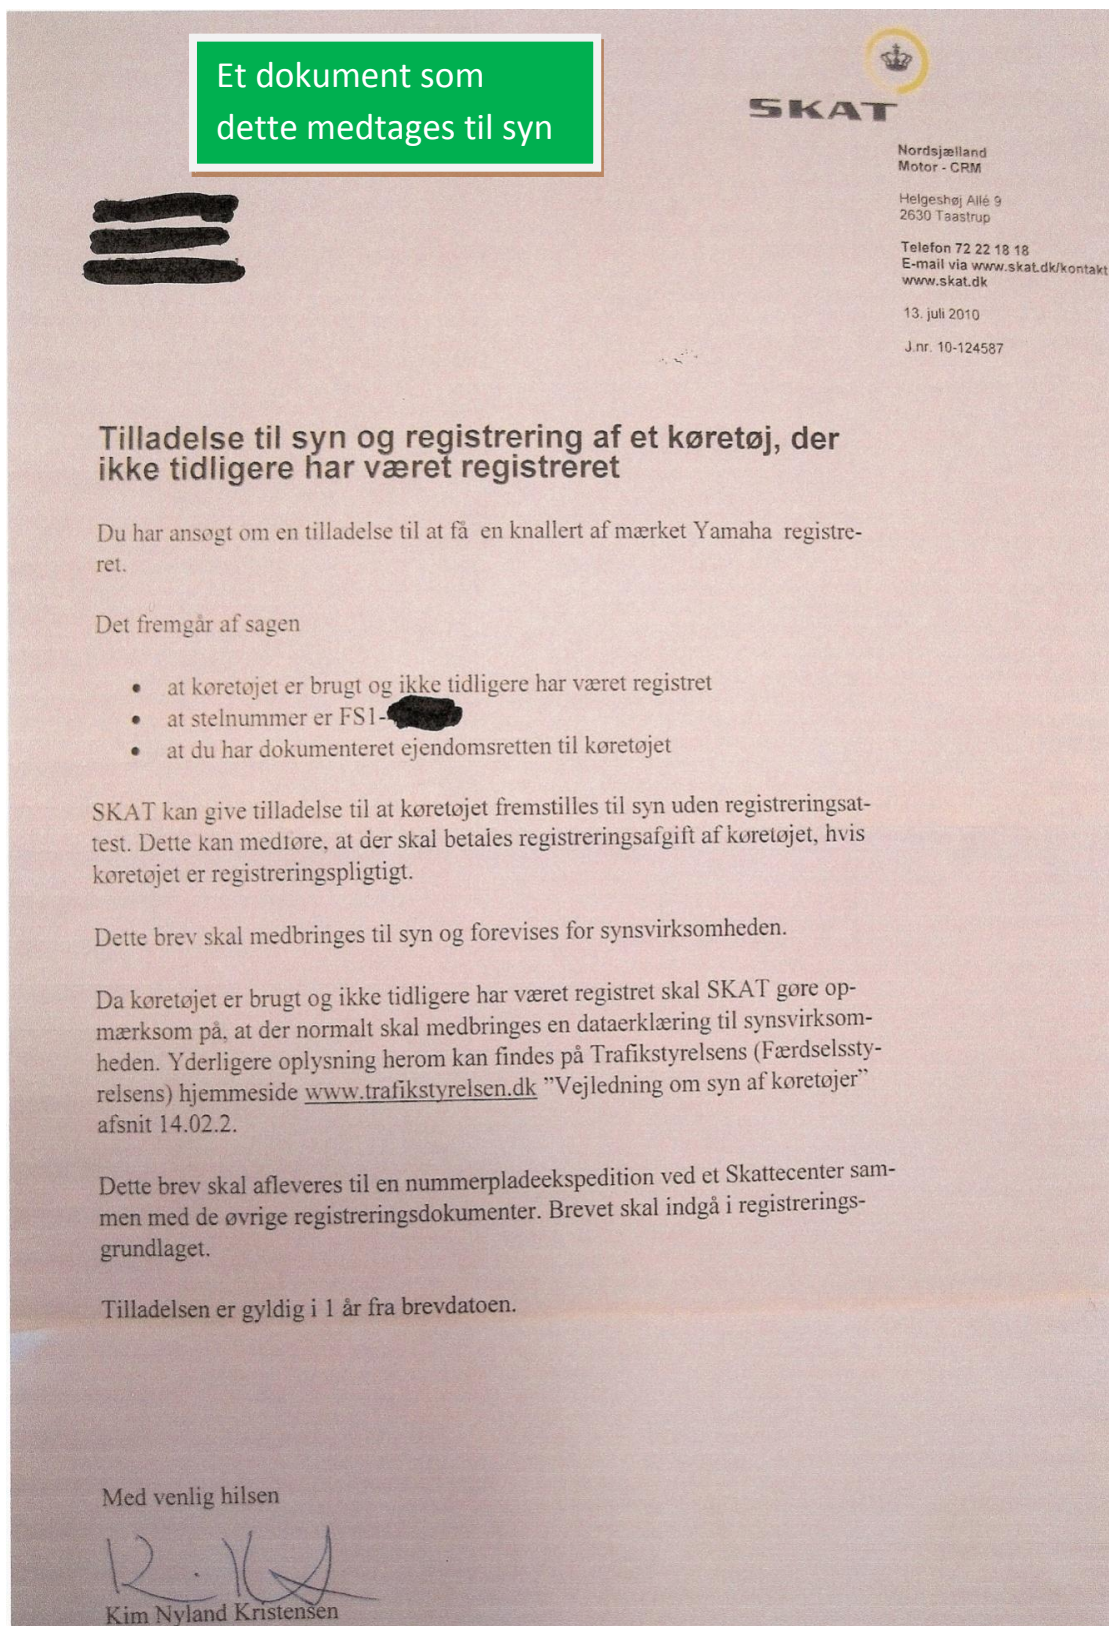 Et dokument som
dette medtages til syn
SKAT
Nordsjælland
Motor - CRM
Helgeshøj Allé 9
2630 Taastrup
Telefon 72 22 18 18
E-mail via www.skat.dk/kontakt
www.skat.dk
13. juli 2010
J.nr. 10-124587
Tilladelse til syn og registrering af et køretøj, der
ikke tidligere har været registreret
Du har ansøgt om en tilladelse til at få en knallert af mærket Yamaha registre-
ret.
Det fremgår af sagen
• at køretøjet er brugt og ikke tidligere har været registret
• at stelnummer er FS1-
• at du har dokumenteret ejendomsretten til køretøjet
SKAT kan give tilladelse til at køretøjet fremstilles til syn uden registreringsat-
test. Dette kan medføre, at der skal betales registreringsafgift af køretøjet, hvis
køretøjet er registreringspligtigt.
Dette brev skal medbringes til syn og forevises for synsvirksomheden.
Da køretøjet er brugt og ikke tidligere har været registret skal SKAT gøre op-
mærksom på, at der normalt skal medbringes en dataerklæring til synsvirksom-
heden. Yderligere oplysning herom kan findes på Trafikstyrelsens (Færdselssty-
relsens) hjemmeside www.trafikstyrelsen.dk ”Vejledning om syn af køretøjer”
afsnit 14.02.2.
Dette brev skal afleveres til en nummerpladeekspedition ved et Skattecenter sam-
men med de øvrige registreringsdokumenter. Brevet skal indgå i registrerings-
grundlaget.
Tilladelsen er gyldig i 1 år fra brevdatoen.
Med venlig hilsen
Kim Nyland Kristensen